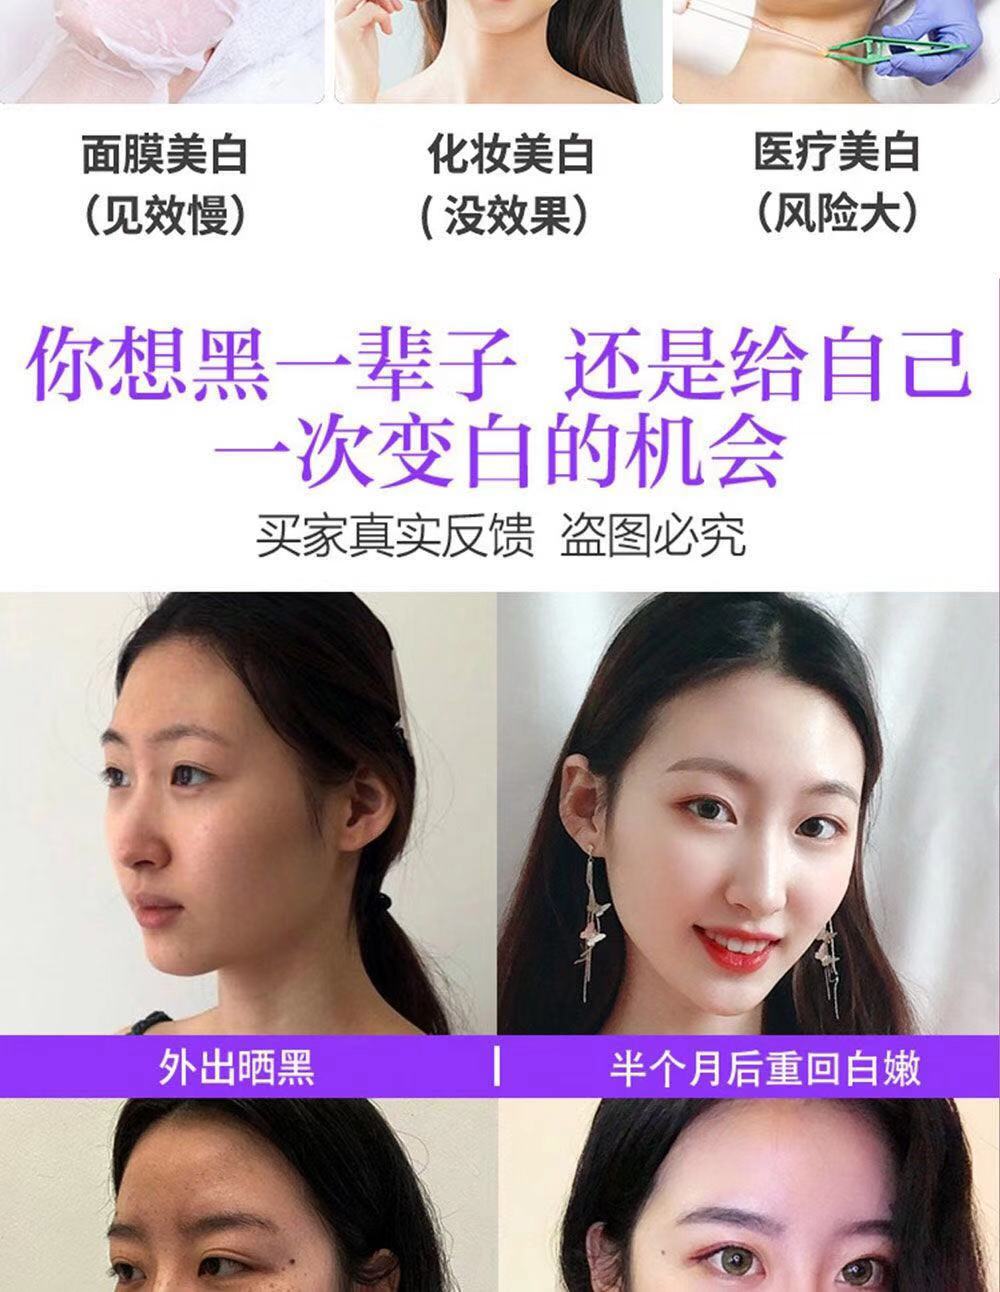 面膜美白
（见效慢）
化妆美白
( 没效果）
医疗美白
（风险大）
你想黑一辈子 还是给自己
一次变白的机会
买家真实反馈 盗图必究
外出晒黑 | 半个月后重回白嫩